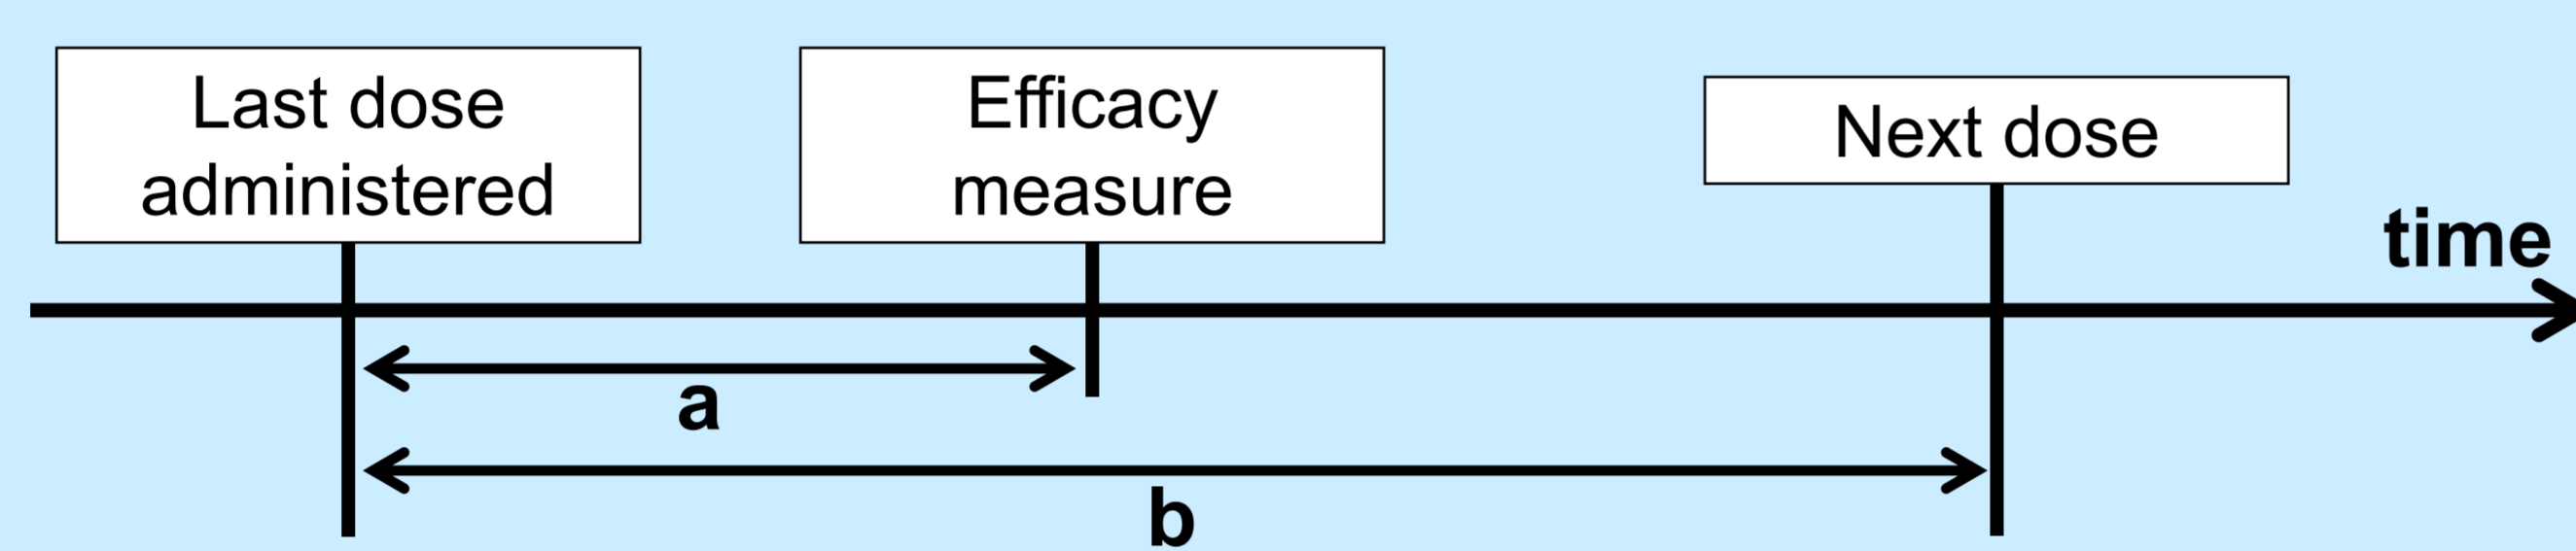 Last dose
administered
Efficacy
measure
Next dose
time
a
b